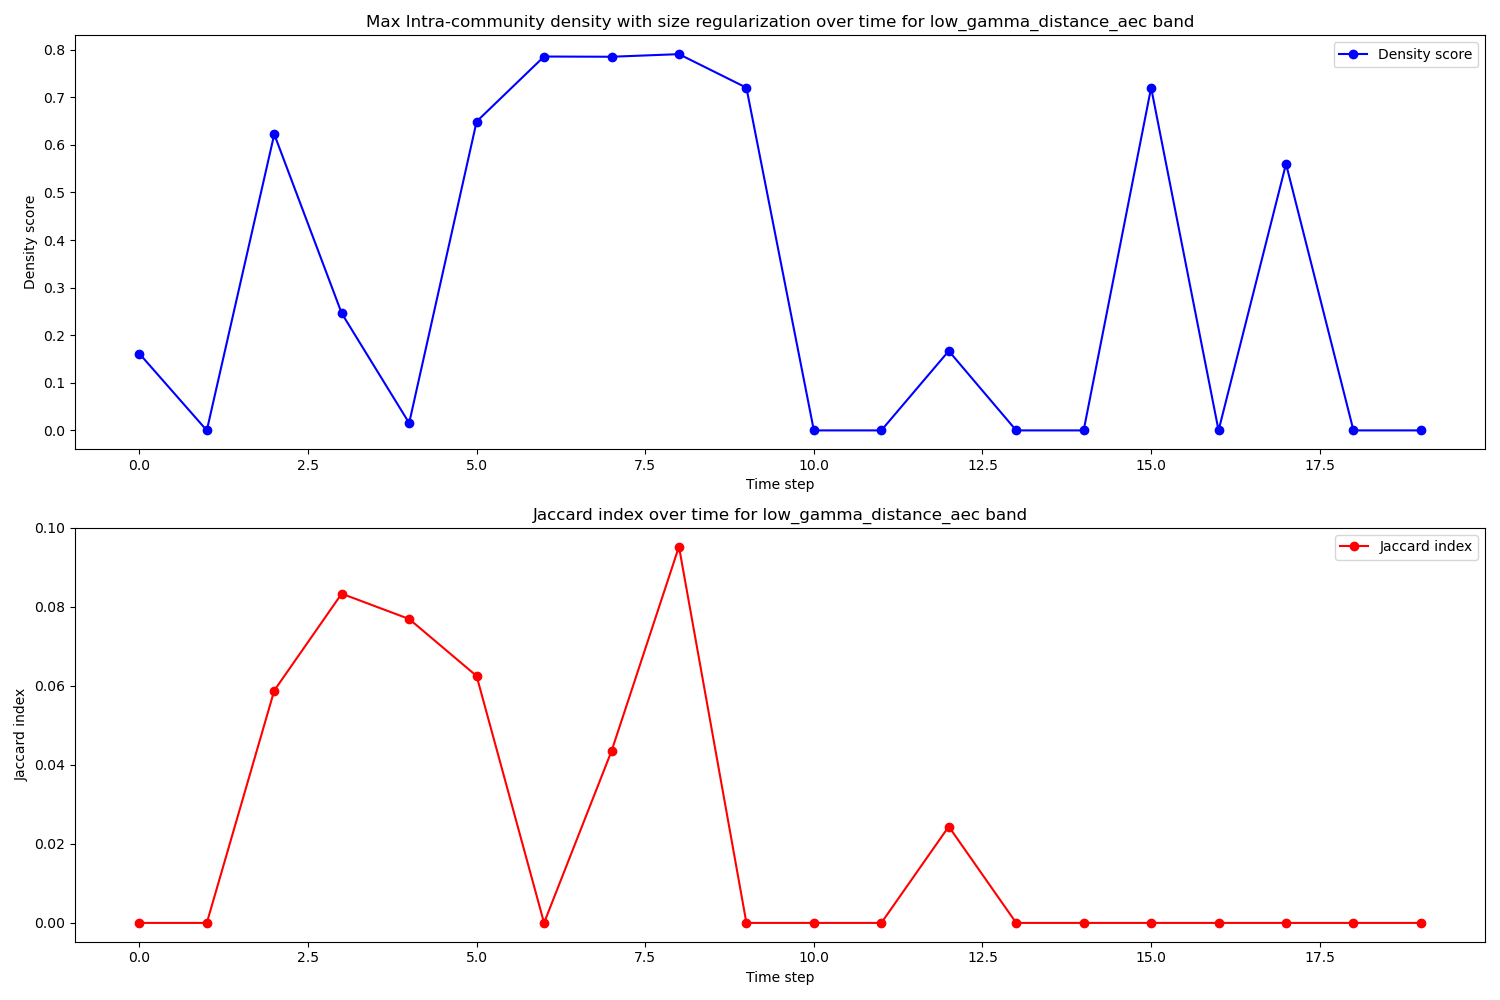 Max Intra-community density with size regularization over time for low_gamma_distance_aec band
Density score
0.8
0.7
0.6
0.5
0.4
0.3
0.2
0.1
0.0
Density score
0.0 2.5 5.0 7.5 10.0 12.5 15.0 17.5
Time step
Jaccard index over time for low_gamma_distance_aec band
Jaccard index
0.10
0.08
0.06
0.04
0.02
0.00
Jaccard index
0.0 2.5 5.0 7.5 10.0 12.5 15.0 17.5
Time step